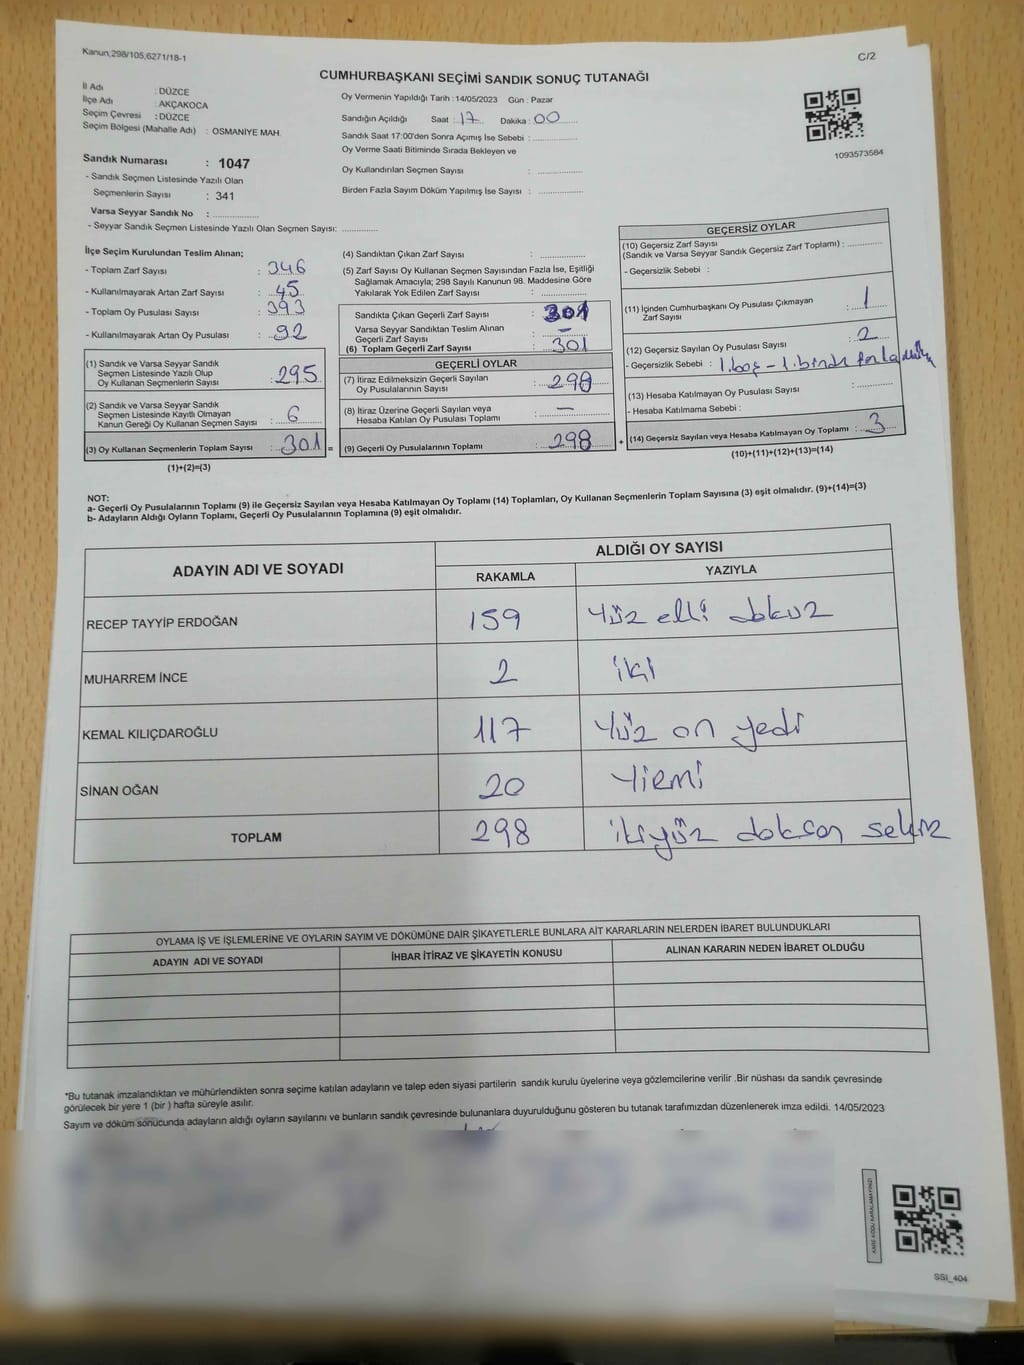 Kanun;298/105,6271/18-1
C/2
CUMHURBAŞKANI SEÇİMİ SANDIK SONUÇ TUTANAĞI
İl Adı : DÜZCE
İlçe Adı : AKÇAKOCA
Seçim Çevresi : DÜZCE
Seçim Bölgesi (Mahalle Adı) : OSMANİYE MAH.
Sandık Numarası : 1047
- Sandık Seçmen Listesinde Yazılı Olan
Seçmenlerin Sayısı : 341
Varsa Seyyar Sandık No : ..................
- Seyyar Sandık Seçmen Listesinde Yazılı Olan Seçmen Sayısı: ..............
Oy Vermenin Yapıldığı Tarih :14/05/2023 Gün : Pazar
Sandığın Açıldığı Saat : 17 Dakika : 00
Sandık Saat 17:00'den Sonra Açımış İse Sebebi : ..................
Oy Verme Saati Bitiminde Sırada Bekleyen ve
Oy Kullandırılan Seçmen Sayısı : ..................
Birden Fazla Sayım Döküm Yapılmış İse Sayısı : ..................
1093573584
İlçe Seçim Kurulundan Teslim Alınan;
- Toplam Zarf Sayısı : 346
- Kullanılmayarak Artan Zarf Sayısı : 45
- Toplam Oy Pusulası Sayısı : 393
- Kullanılmayarak Artan Oy Pusulası : 92
(1) Sandık ve Varsa Seyyar Sandık
Seçmen Listesinde Yazılı Olup
Oy Kullanan Seçmenlerin Sayısı : 295
(2) Sandık ve Varsa Seyyar Sandık
Seçmen Listesinde Kayıtlı Olmayan
Kanun Gereği Oy Kullanan Seçmen Sayısı : 6
(3) Oy Kullanan Seçmenlerin Toplam Sayısı : 301 =
(1)+(2)=(3)
(4) Sandıktan Çıkan Zarf Sayısı : ..................
(5) Zarf Sayısı Oy Kullanan Seçmen Sayısından Fazla İse, Eşitliği
Sağlamak Amacıyla; 298 Sayılı Kanunun 98. Maddesine Göre
Yakılarak Yok Edilen Zarf Sayısı : ..................
Sandıkta Çıkan Geçerli Zarf Sayısı : 301
Varsa Seyyar Sandıktan Teslim Alınan
Geçerli Zarf Sayısı : –
(6) Toplam Geçerli Zarf Sayısı : 301
GEÇERLİ OYLAR
(7) İtiraz Edilmeksizin Geçerli Sayılan
Oy Pusulalarının Sayısı : 298
(8) İtiraz Üzerine Geçerli Sayılan veya
Hesaba Katılan Oy Pusulası Toplamı : –
(9) Geçerli Oy Pusulalarının Toplamı : 298 +
GEÇERSİZ OYLAR
(10) Geçersiz Zarf Sayısı
(Sandık ve Varsa Seyyar Sandık Geçersiz Zarf Toplamı) : ..............
- Geçersizlik Sebebi :
(11) İçinden Cumhurbaşkanı Oy Pusulası Çıkmayan
Zarf Sayısı : 1
(12) Geçersiz Sayılan Oy Pusulası Sayısı : 2
- Geçersizlik Sebebi : 1 boş – 1 birden fazla
(13) Hesaba Katılmayan Oy Pusulası Sayısı : ..............
- Hesaba Katılmama Sebebi :
(14) Geçersiz Sayılan veya Hesaba Katılmayan Oy Toplamı : 3
(10)+(11)+(12)+(13)=(14)
NOT:
a- Geçerli Oy Pusulalarının Toplamı (9) ile Geçersiz Sayılan veya Hesaba Katılmayan Oy Toplamı (14) Toplamları, Oy Kullanan Seçmenlerin Toplam Sayısına (3) eşit olmalıdır. (9)+(14)=(3)
b- Adayların Aldığı Oyların Toplamı, Geçerli Oy Pusulalarının Toplamına (9) eşit olmalıdır.
ADAYIN ADI VE SOYADI
ALDIĞI OY SAYISI
RAKAMLA YAZIYLA
RECEP TAYYİP ERDOĞAN 159 Yüz elli dokuz
MUHARREM İNCE 2 iki
KEMAL KILIÇDAROĞLU 117 Yüz on yedi
SİNAN OĞAN 20 Yirmi
TOPLAM 298 ikiyüz doksan sekiz
OYLAMA İŞ VE İŞLEMLERİNE VE OYLARIN SAYIM VE DÖKÜMÜNE DAİR ŞİKAYETLERLE BUNLARA AİT KARARLARIN NELERDEN İBARET BULUNDUKLARI
ADAYIN ADI VE SOYADI İHBAR İTİRAZ VE ŞİKAYETİN KONUSU ALINAN KARARIN NEDEN İBARET OLDUĞU
*Bu tutanak imzalandıktan ve mühürlendikten sonra seçime katılan adayların ve talep eden siyasi partilerin sandık kurulu üyelerine veya gözlemcilerine verilir .Bir nüshası da sandık çevresinde
görülecek bir yere 1 (bir ) hafta süreyle asılır.
Sayım ve döküm sonucunda adayların aldığı oyların sayılarını ve bunların sandık çevresinde bulunanlara duyurulduğunu gösteren bu tutanak tarafımızdan düzenlenerek imza edildi. 14/05/2023
KARE KODU KARALAMAYINIZ!
SSI_404